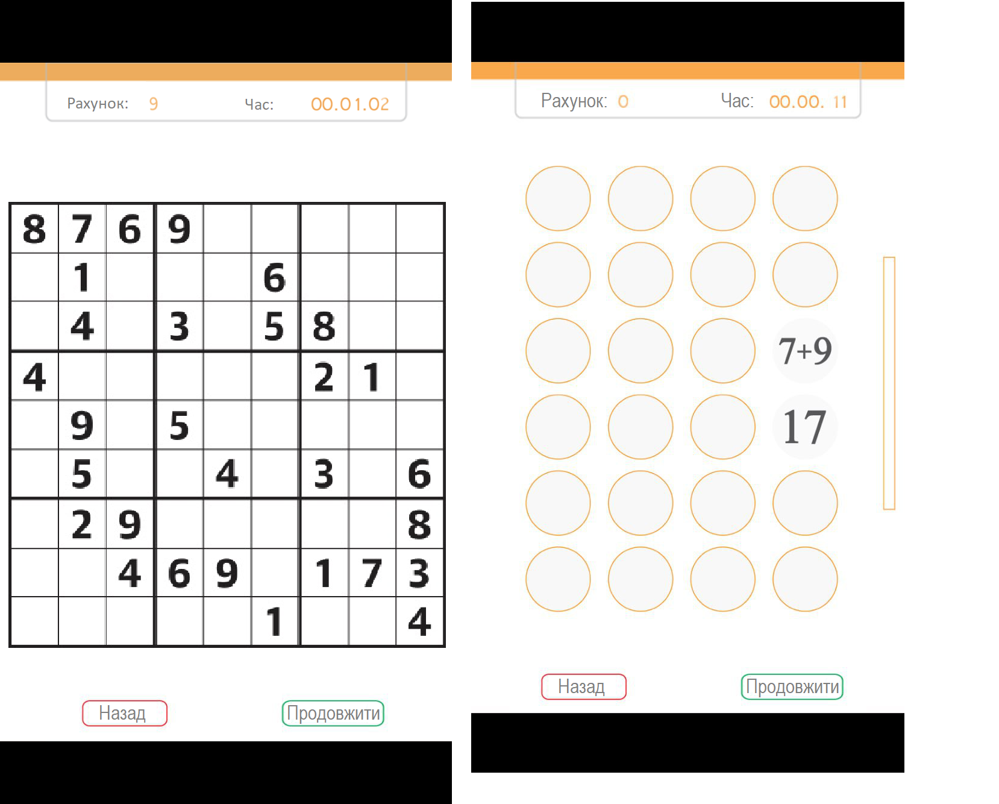 Рахунок: 9 Час: 00.01.02
8 7 6 9
1 6
4 3 5 8
4 2 1
9 5
5 4 3 6
2 9 8
4 6 9 1 7 3
1 4
Назад Продовжити
Рахунок: 0 Час: 00.00. 11
7+9
17
Назад Продовжити